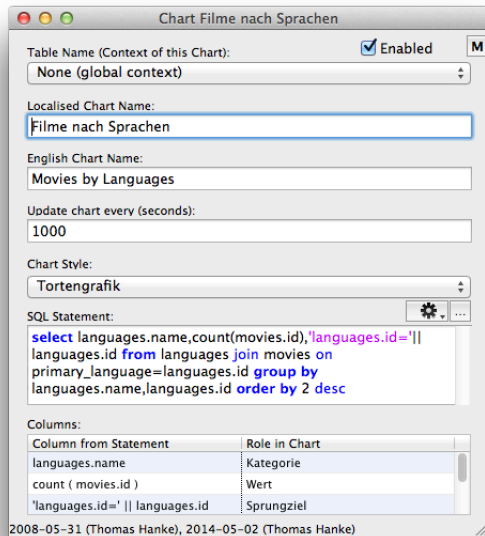 Chart Filme nach Sprachen
Table Name (Context of this Chart):
Enabled
M
None (global context)
Localised Chart Name:
Filme nach Sprachen
English Chart Name:
Movies by Languages
Update chart every (seconds):
1000
Chart Style:
Tortengrafik
SQL Statement:
...
select languages.name,count(movies.id),'languages.id='||
languages.id from languages join movies on
primary_language=languages.id group by
languages.name,languages.id order by 2 desc
Columns:
Column from Statement Role in Chart
languages.name Kategorie
count ( movies.id ) Wert
'languages.id=' || languages.id Sprungziel
2008-05-31 (Thomas Hanke), 2014-05-02 (Thomas Hanke)